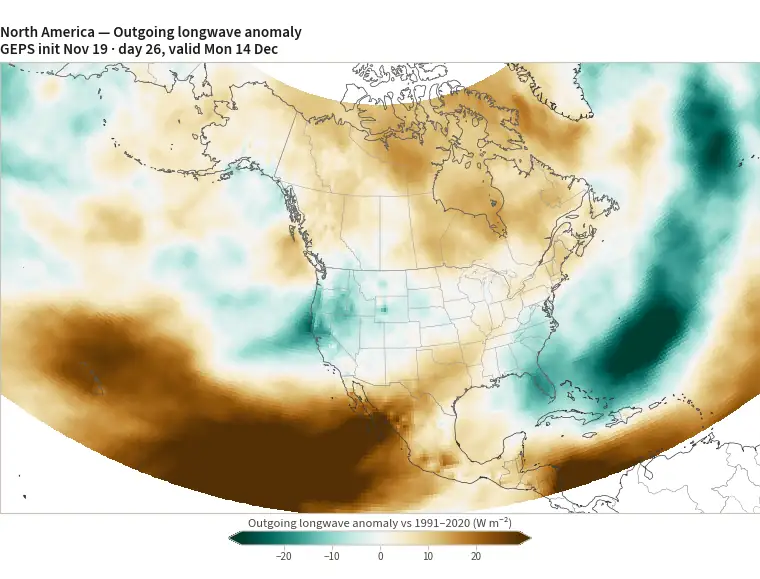 North America — Outgoing longwave anomaly
GEPS init Nov 19 · day 26, valid Mon 14 Dec
Outgoing longwave anomaly vs 1991–2020 (W m⁻²)
−20 −10 0 10 20